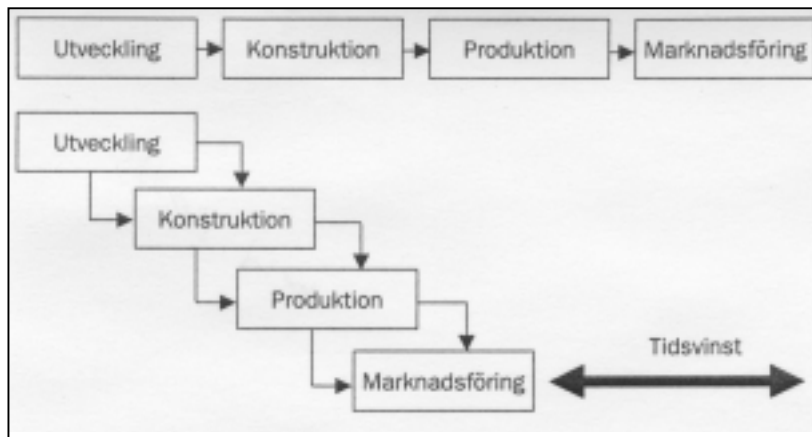 Utveckling
Konstruktion
Produktion
Marknadsföring
Utveckling
Konstruktion
Produktion
Marknadsföring
Tidsvinst